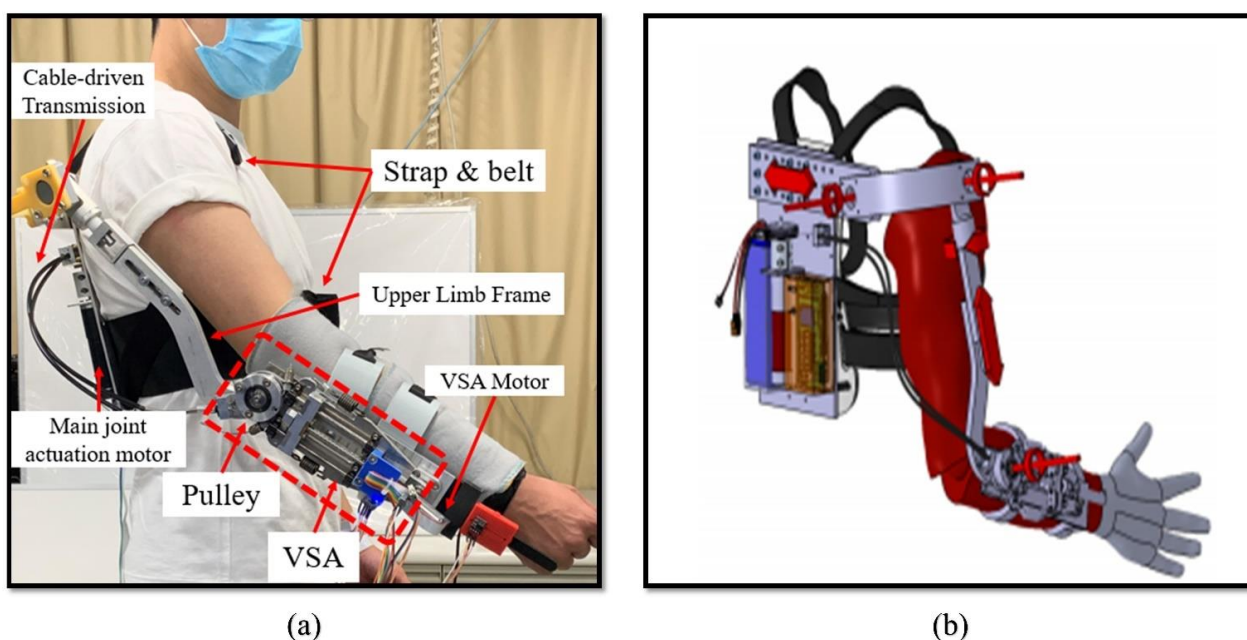 Cable-driven
Transmission
Strap & belt
Upper Limb Frame
VSA Motor
Main joint
actuation motor
Pulley
VSA
(a)
(b)